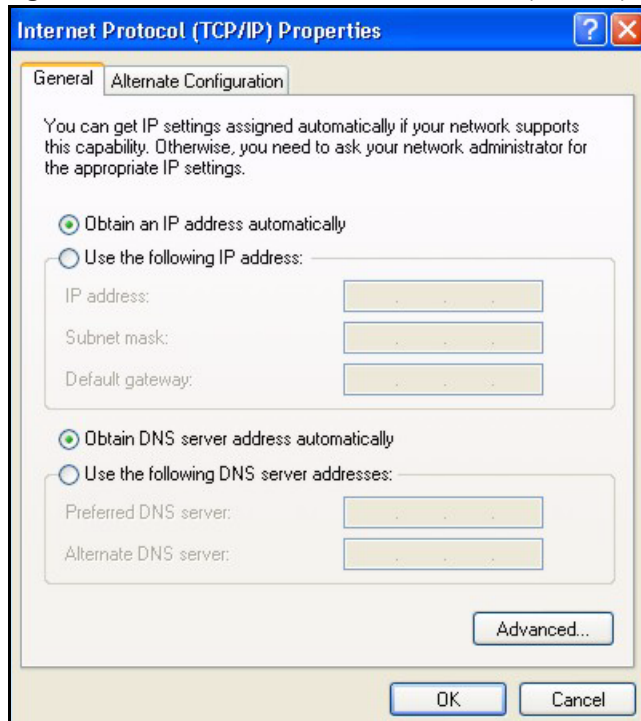 Internet Protocol (TCP/IP) Properties
General
Alternate Configuration
You can get IP settings assigned automatically if your network supports
this capability. Otherwise, you need to ask your network administrator for
the appropriate IP settings.
Obtain an IP address automatically
Use the following IP address:
IP address:
Subnet mask:
Default gateway:
Obtain DNS server address automatically
Use the following DNS server addresses:
Preferred DNS server:
Alternate DNS server:
Advanced...
OK
Cancel